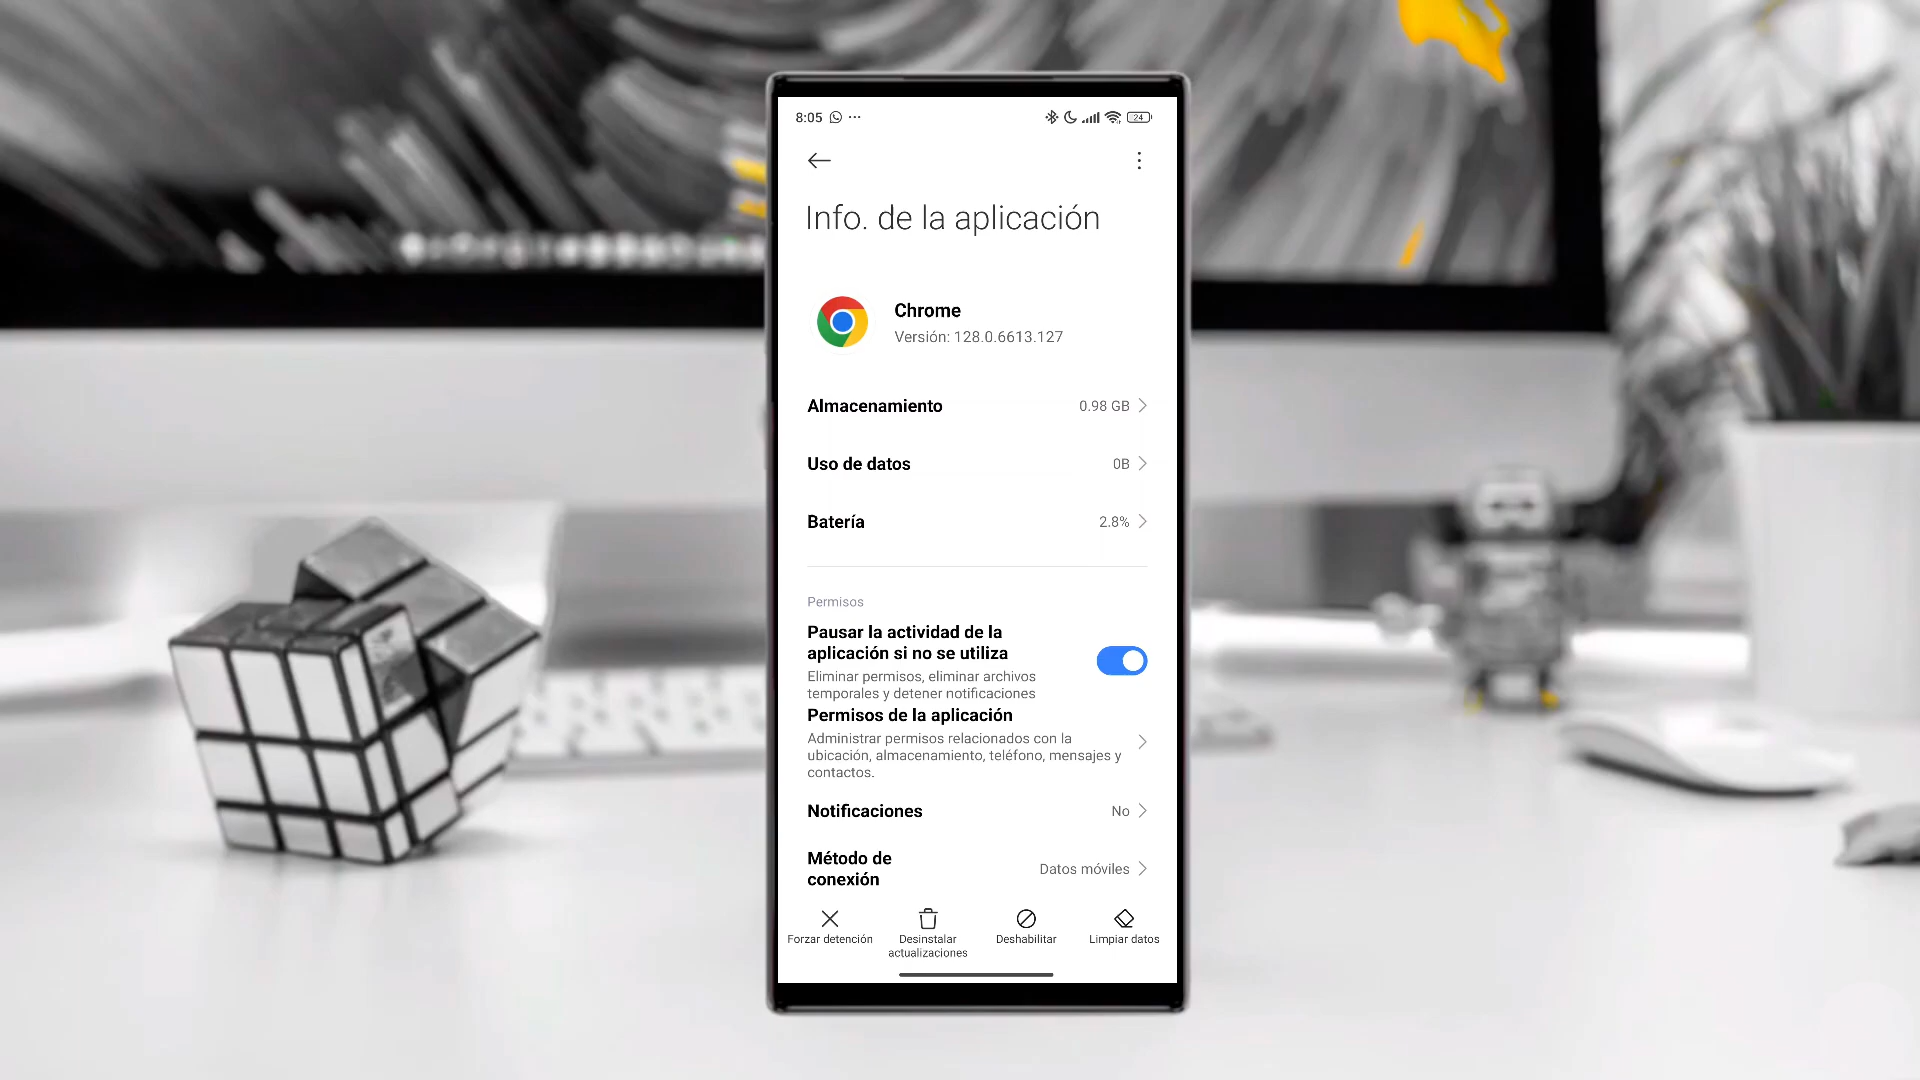 8:05
24
Info. de la aplicación
Chrome
Versión: 128.0.6613.127
Almacenamiento 0.98 GB
Uso de datos 0B
Batería 2.8%
Permisos
Pausar la actividad de la
aplicación si no se utiliza
Eliminar permisos, eliminar archivos
temporales y detener notificaciones
Permisos de la aplicación
Administrar permisos relacionados con la
ubicación, almacenamiento, teléfono, mensajes y
contactos.
Notificaciones No
Método de
conexión Datos móviles
Forzar detención
Desinstalar
actualizaciones
Deshabilitar
Limpiar datos